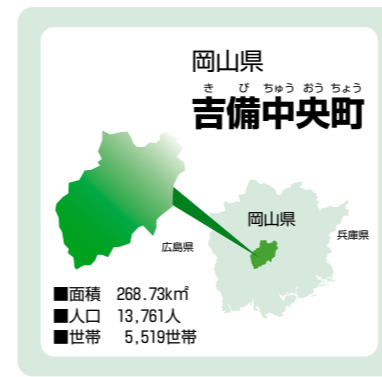 岡山県
き び ちゅう おう ちょう
吉備中央町
岡山県
兵庫県
広島県
■面積 268.73k㎡
■人口 13,761人
■世帯 5,519世帯